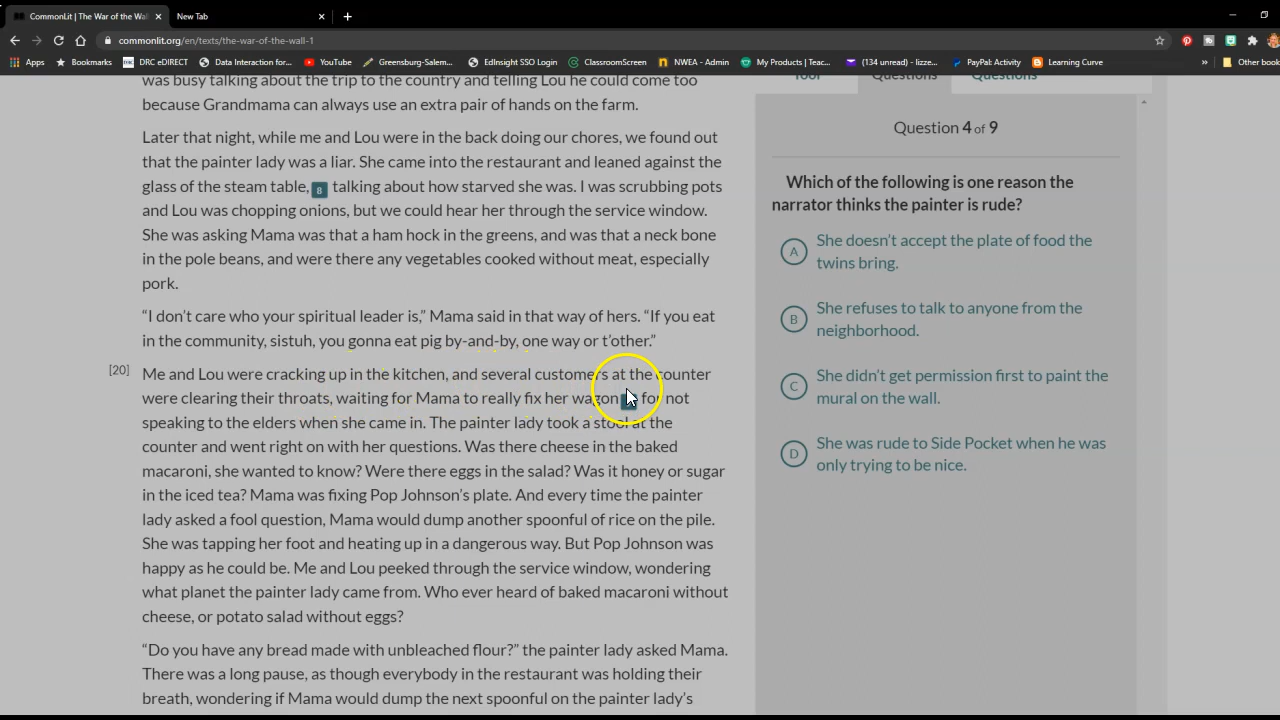 CommonLit | The War of the Wal
New Tab
commonlit.org/en/texts/the-war-of-the-wall-1
Apps
Bookmarks
DRC eDIRECT
Data Interaction for...
YouTube
Greensburg-Salem...
EdInsight SSO Login
ClassroomScreen
NWEA - Admin
My Products | Teac...
(134 unread) - lizze...
PayPal: Activity
Learning Curve
Other book
was busy talking about the trip to the country and telling Lou he could come too
because Grandmama can always use an extra pair of hands on the farm.
Later that night, while me and Lou were in the back doing our chores, we found out
that the painter lady was a liar. She came into the restaurant and leaned against the
glass of the steam table, 8 talking about how starved she was. I was scrubbing pots
and Lou was chopping onions, but we could hear her through the service window.
She was asking Mama was that a ham hock in the greens, and was that a neck bone
in the pole beans, and were there any vegetables cooked without meat, especially
pork.
“I don’t care who your spiritual leader is,” Mama said in that way of hers. “If you eat
in the community, sistuh, you gonna eat pig by-and-by, one way or t’other.”
[20] Me and Lou were cracking up in the kitchen, and several customers at the counter
were clearing their throats, waiting for Mama to really fix her wagon for not
speaking to the elders when she came in. The painter lady took a stool at the
counter and went right on with her questions. Was there cheese in the baked
macaroni, she wanted to know? Were there eggs in the salad? Was it honey or sugar
in the iced tea? Mama was fixing Pop Johnson’s plate. And every time the painter
lady asked a fool question, Mama would dump another spoonful of rice on the pile.
She was tapping her foot and heating up in a dangerous way. But Pop Johnson was
happy as he could be. Me and Lou peeked through the service window, wondering
what planet the painter lady came from. Who ever heard of baked macaroni without
cheese, or potato salad without eggs?
“Do you have any bread made with unbleached flour?” the painter lady asked Mama.
There was a long pause, as though everybody in the restaurant was holding their
breath, wondering if Mama would dump the next spoonful on the painter lady’s
Tool
Questions
Questions
Question 4 of 9
Which of the following is one reason the
narrator thinks the painter is rude?
A She doesn’t accept the plate of food the
twins bring.
B She refuses to talk to anyone from the
neighborhood.
C She didn’t get permission first to paint the
mural on the wall.
D She was rude to Side Pocket when he was
only trying to be nice.